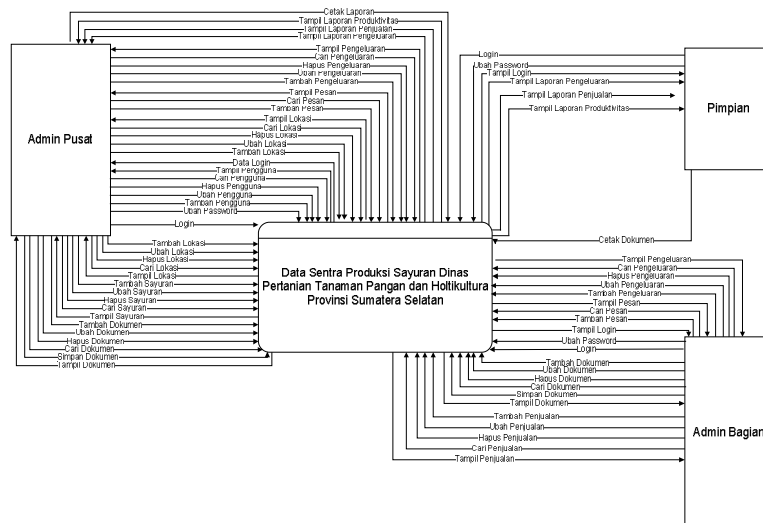 Cetak Laporan
Tampil Laporan Produktivitas
Tampil Laporan Penjualan
Tampil Laporan Pengeluaran
Tampil Pengeluaran
Cari Pengeluaran
Hapus Pengeluaran
Ubah Pengeluaran
Tambah Pengeluaran
Tampil Pesan
Cari Pesan
Tambah Pesan
Tampil Lokasi
Cari Lokasi
Hapus Lokasi
Ubah Lokasi
Tambah Lokasi
Data Login
Tampil Pengguna
Cari Pengguna
Hapus Pengguna
Ubah Pengguna
Tambah Pengguna
Ubah Password
Login
Admin Pusat
Login
Ubah Password
Tampil Login
Tampil Laporan Pengeluaran
Tampil Laporan Penjualan
Tampil Laporan Produktivitas
Pimpian
Cetak Dokumen
Tambah Lokasi
Ubah Lokasi
Hapus Lokasi
Cari Lokasi
Tampil Lokasi
Tambah Sayuran
Ubah Sayuran
Hapus Sayuran
Cari Sayuran
Tampil Sayuran
Tambah Dokumen
Ubah Dokumen
Hapus Dokumen
Cari Dokumen
Simpan Dokumen
Tampil Dokumen
Data Sentra Produksi Sayuran Dinas
Pertanian Tanaman Pangan dan Holtikultura
Provinsi Sumatera Selatan
Tampil Pengeluaran
Cari Pengeluaran
Hapus Pengeluaran
Ubah Pengeluaran
Tambah Pengeluaran
Tampil Pesan
Cari Pesan
Tambah Pesan
Tampil Login
Ubah Password
Login
Tambah Dokumen
Ubah Dokumen
Hapus Dokumen
Cari Dokumen
Simpan Dokumen
Tampil Dokumen
Tambah Penjualan
Ubah Penjualan
Hapus Penjualan
Cari Penjualan
Tampil Penjualan
Admin Bagian